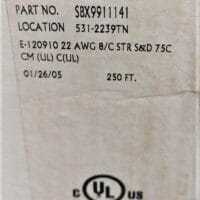 PART NO. SBX9911141
LOCATION 531-2239TN
E-120910 22 AWG 8/C STR S&D 75C
CM (UL) C(UL)
01/26/05 250 FT.
C UL US